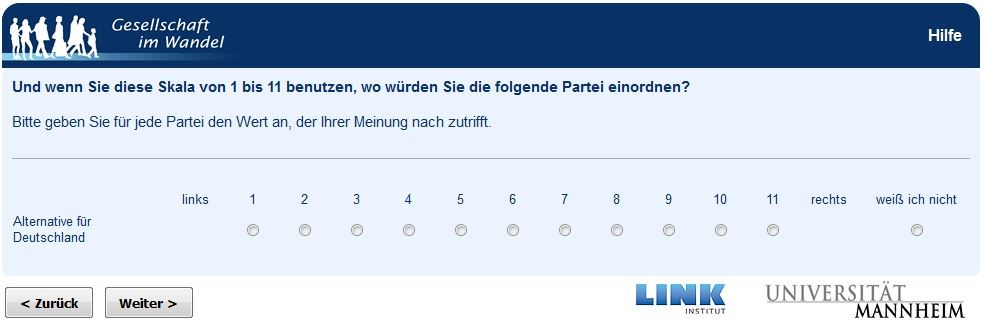 Gesellschaft
im Wandel
Hilfe
Und wenn Sie diese Skala von 1 bis 11 benutzen, wo würden Sie die folgende Partei einordnen?
Bitte geben Sie für jede Partei den Wert an, der Ihrer Meinung nach zutrifft.
links 1 2 3 4 5 6 7 8 9 10 11 rechts weiß ich nicht
Alternative für
Deutschland
< Zurück Weiter >
LINK
INSTITUT
UNIVERSITÄT
MANNHEIM